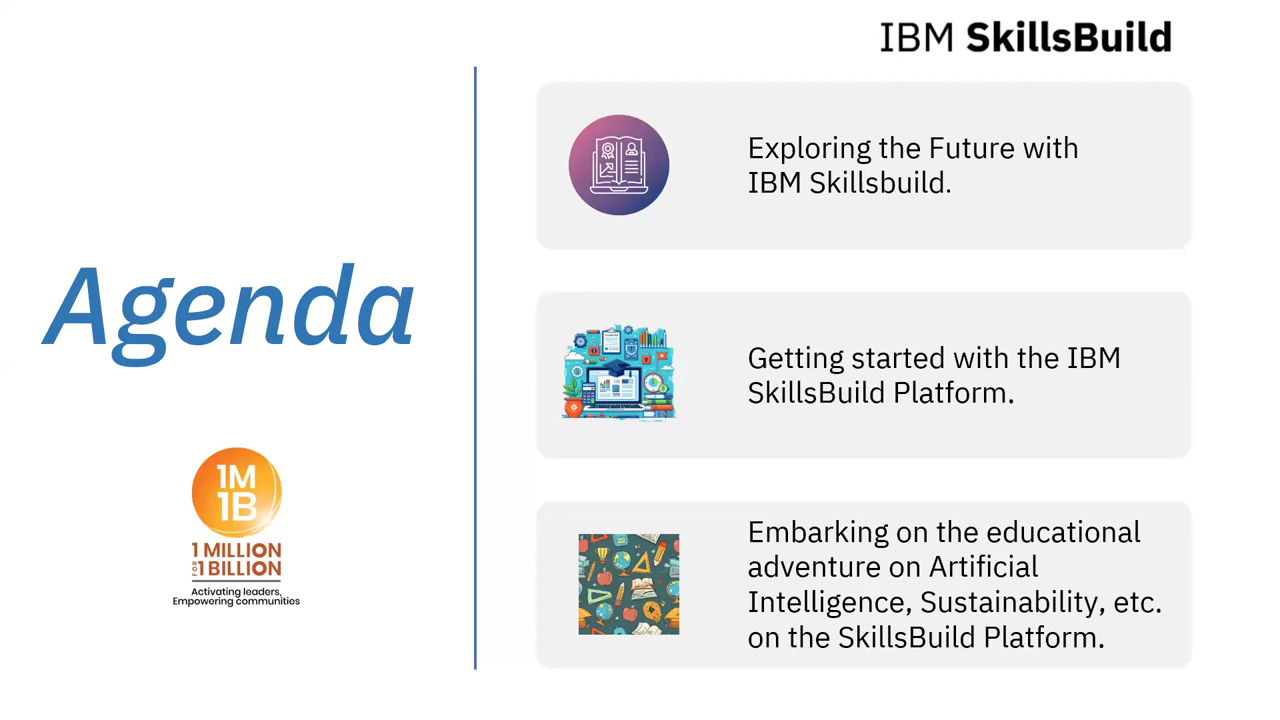 IBM SkillsBuild
Agenda
1M
1B
1 MILLION
FOR 1 BILLION
Activating leaders,
Empowering communities
Exploring the Future with
IBM Skillsbuild.
Getting started with the IBM
SkillsBuild Platform.
Embarking on the educational
adventure on Artificial
Intelligence, Sustainability, etc.
on the SkillsBuild Platform.